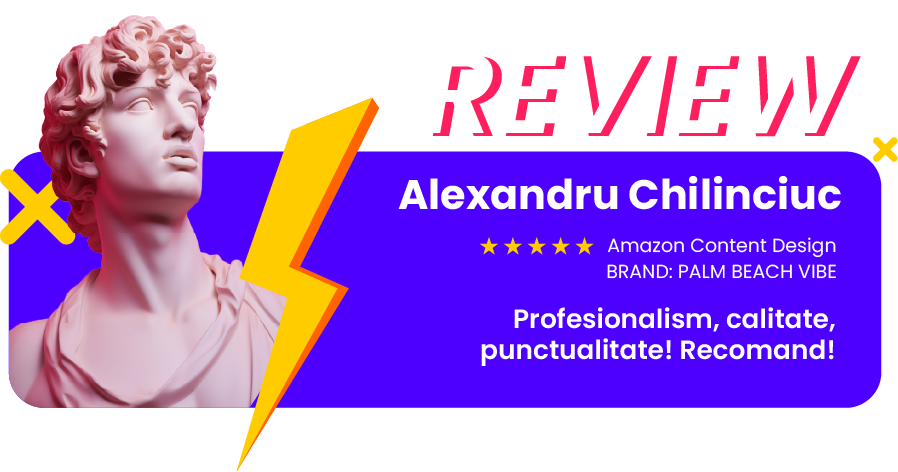 REVIEW
Alexandru Chilinciuc
★★★★★ Amazon Content Design
BRAND: PALM BEACH VIBE
Profesionalism, calitate,
punctualitate! Recomand!